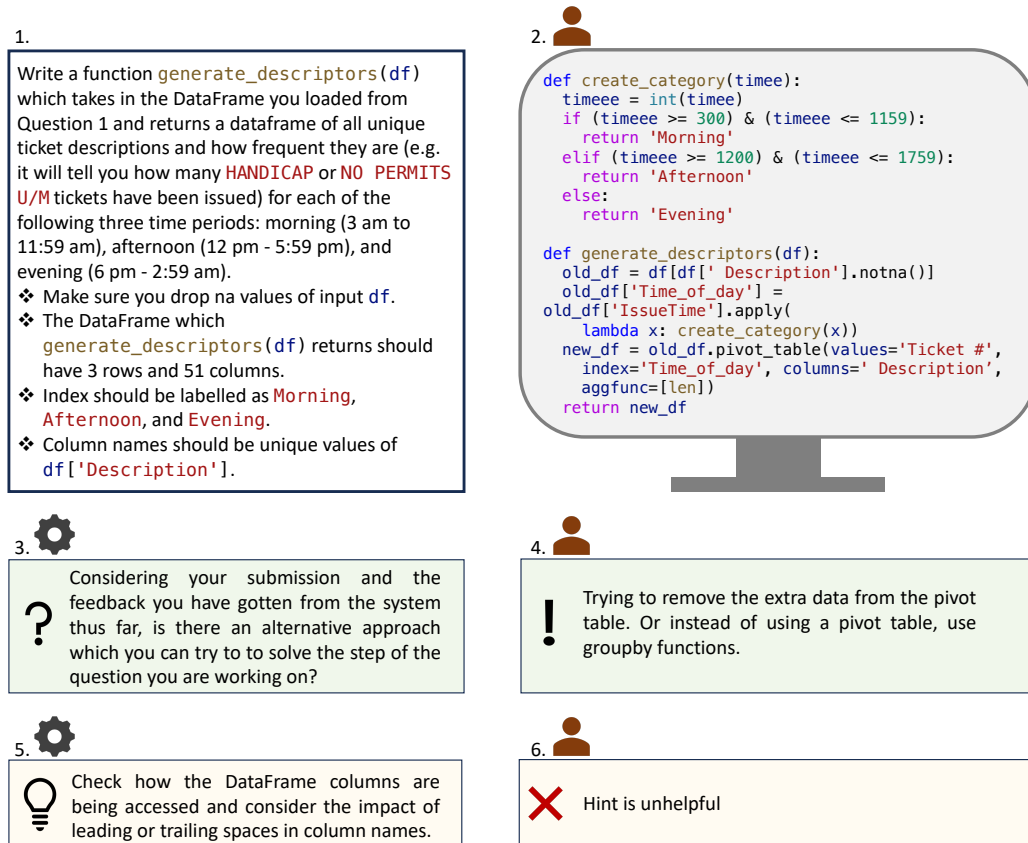 1.
Write a function generate_descriptors(df)
which takes in the DataFrame you loaded from
Question 1 and returns a dataframe of all unique
ticket descriptions and how frequent they are (e.g.
it will tell you how many HANDICAP or NO PERMITS
U/M tickets have been issued) for each of the
following three time periods: morning (3 am to
11:59 am), afternoon (12 pm - 5:59 pm), and
evening (6 pm - 2:59 am).
❖ Make sure you drop na values of input df.
❖ The DataFrame which
generate_descriptors(df) returns should
have 3 rows and 51 columns.
❖ Index should be labelled as Morning,
Afternoon, and Evening.
❖ Column names should be unique values of
df['Description'].
2.
def create_category(timee):
  timeee = int(timee)
  if (timeee >= 300) & (timeee <= 1159):
    return 'Morning'
  elif (timeee >= 1200) & (timeee <= 1759):
    return 'Afternoon'
  else:
    return 'Evening'
def generate_descriptors(df):
  old_df = df[df[' Description'].notna()]
  old_df['Time_of_day'] =
old_df['IssueTime'].apply(
    lambda x: create_category(x))
  new_df = old_df.pivot_table(values='Ticket #',
    index='Time_of_day', columns=' Description’,
    aggfunc=[len])
  return new_df
3.
?
Considering your submission and the
feedback you have gotten from the system
thus far, is there an alternative approach
which you can try to to solve the step of the
question you are working on?
4.
!
Trying to remove the extra data from the pivot
table. Or instead of using a pivot table, use
groupby functions.
5.
Check how the DataFrame columns are
being accessed and consider the impact of
leading or trailing spaces in column names.
6.
Hint is unhelpful